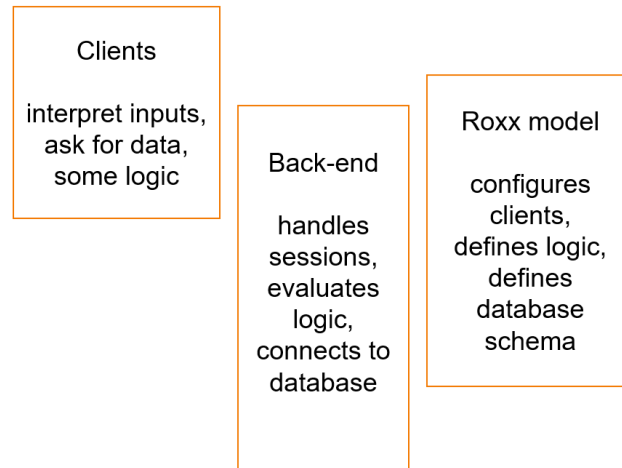 Clients
interpret inputs,
ask for data,
some logic
Back-end
handles
sessions,
evaluates
logic,
connects to
database
Roxx model
configures
clients,
defines logic,
defines
database
schema